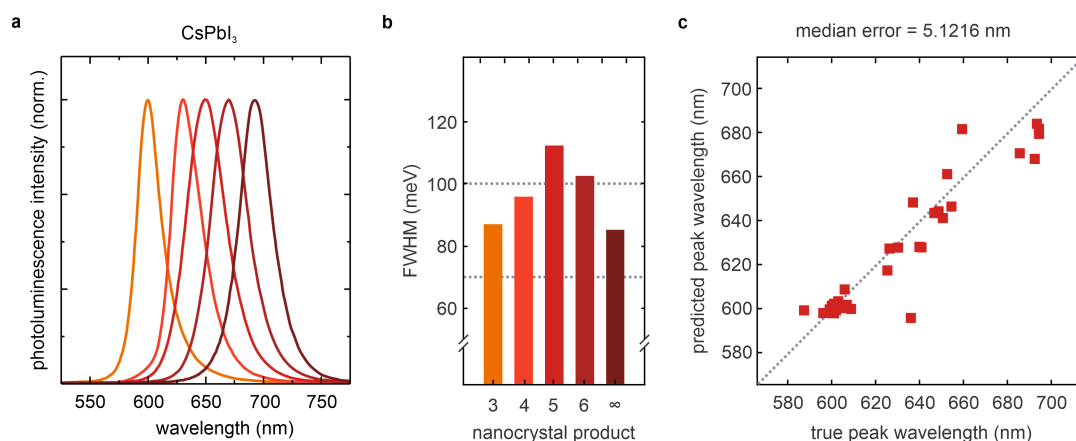 a
CsPbI₃
photoluminescence intensity (norm.)
550 600 650 700 750
wavelength (nm)
b
FWHM (meV)
120
100
80
60
3 4 5 6 ∞
nanocrystal product
c
median error = 5.1216 nm
predicted peak wavelength (nm)
700
680
660
640
620
600
580
580 600 620 640 660 680 700
true peak wavelength (nm)